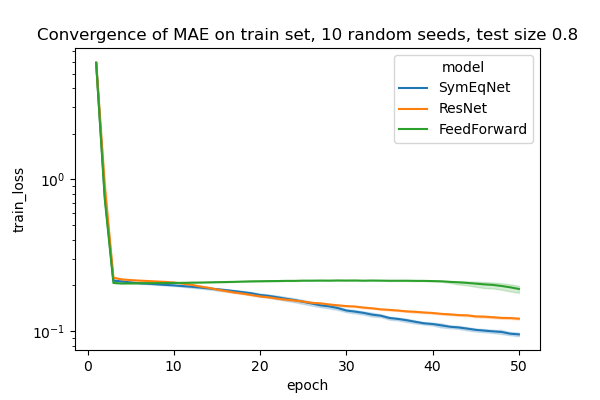 Convergence of MAE on train set, 10 random seeds, test size 0.8
model
SymEqNet
ResNet
FeedForward
train_loss
10⁰
10⁻¹
0
10
20
30
40
50
epoch